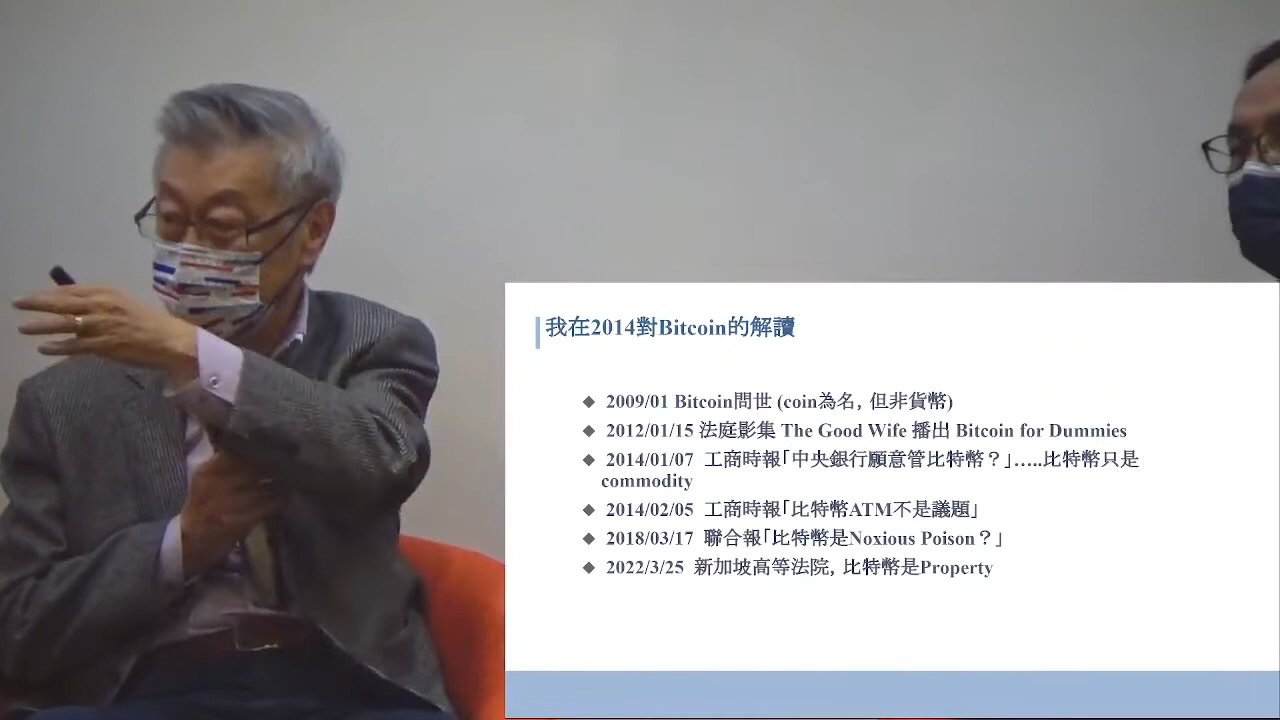 我在2014對Bitcoin的解讀
◆ 2009/01 Bitcoin問世 (coin為名, 但非貨幣)
◆ 2012/01/15 法庭影集 The Good Wife 播出 Bitcoin for Dummies
◆ 2014/01/07 工商時報「中央銀行願意管比特幣？」…..比特幣只是
commodity
◆ 2014/02/05 工商時報「比特幣ATM不是議題」
◆ 2018/03/17 聯合報「比特幣是Noxious Poison？」
◆ 2022/3/25 新加坡高等法院, 比特幣是Property